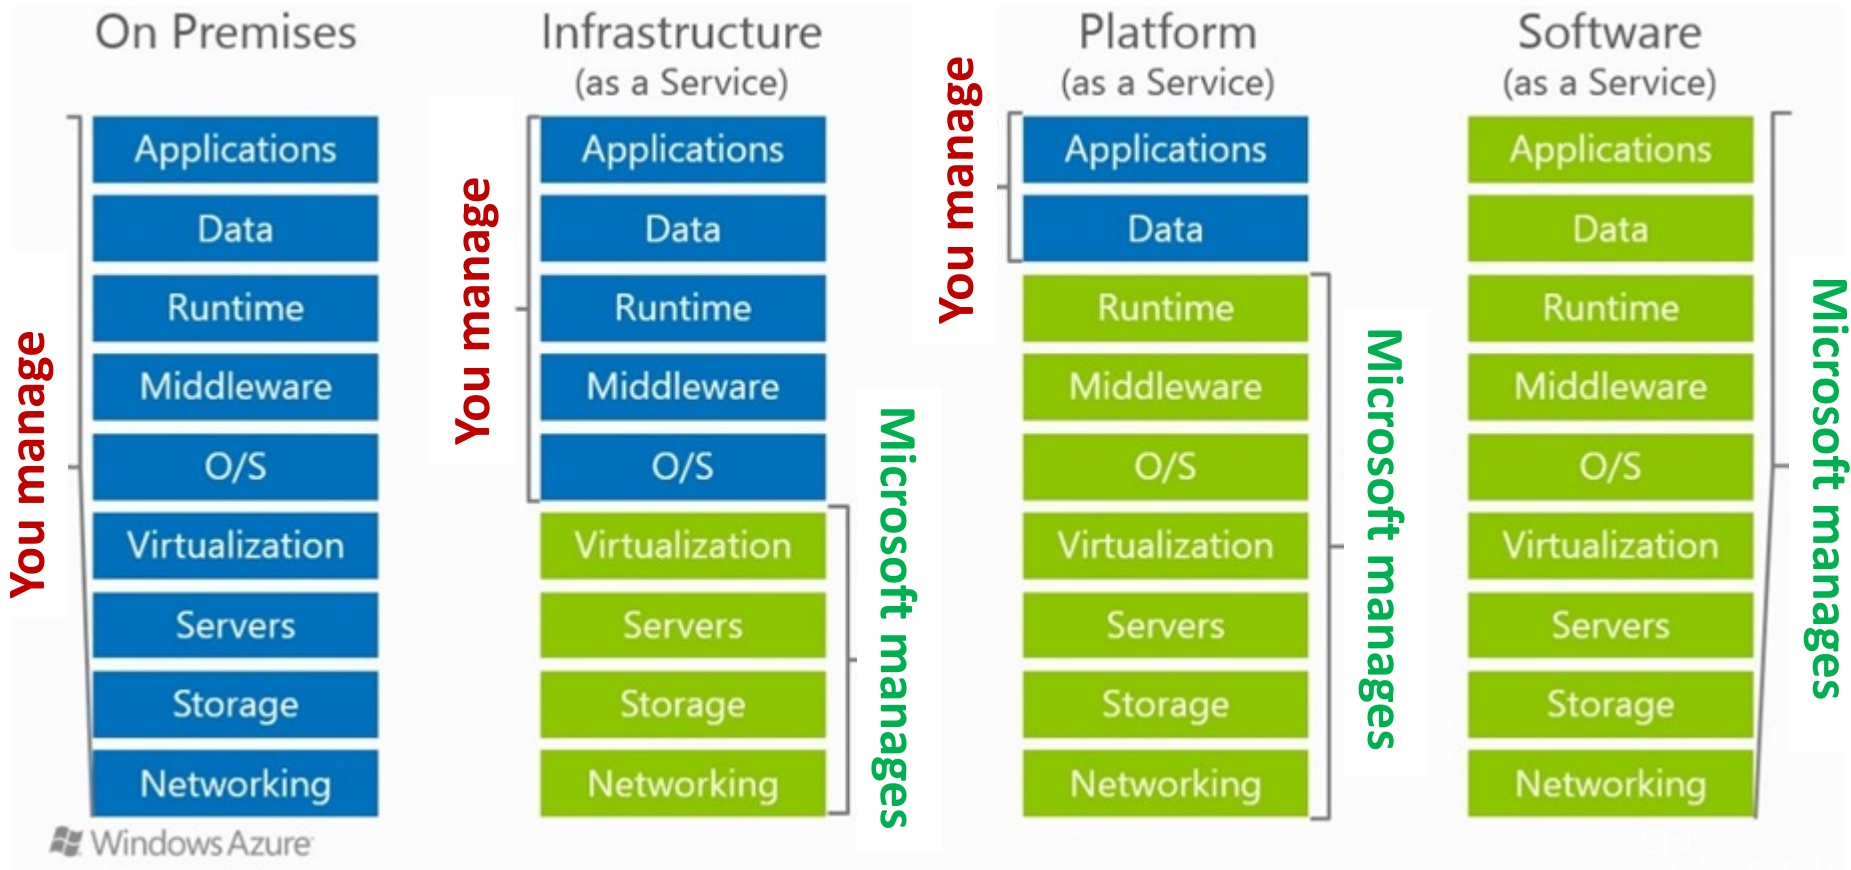 On Premises
You manage
Applications
Data
Runtime
Middleware
O/S
Virtualization
Servers
Storage
Networking
Windows Azure
Infrastructure
(as a Service)
You manage
Applications
Data
Runtime
Middleware
O/S
Virtualization
Servers
Storage
Networking
Microsoft manages
Platform
(as a Service)
You manage
Applications
Data
Runtime
Middleware
O/S
Virtualization
Servers
Storage
Networking
Microsoft manages
Software
(as a Service)
Applications
Data
Runtime
Middleware
O/S
Virtualization
Servers
Storage
Networking
Microsoft manages